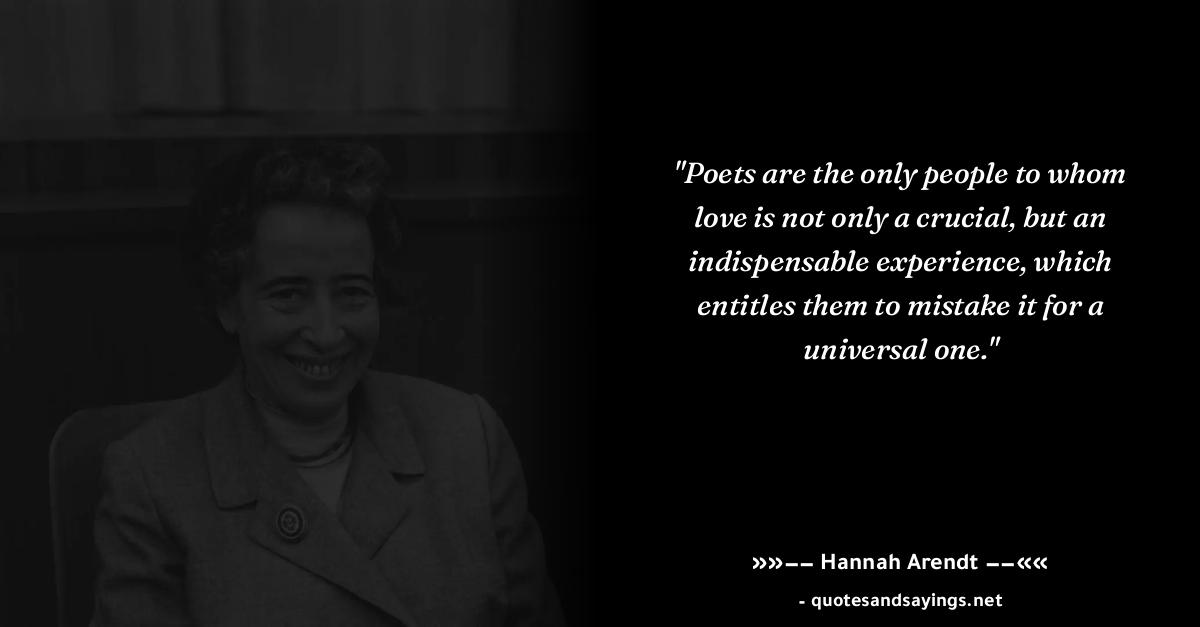 "Poets are the only people to whom
love is not only a crucial, but an
indispensable experience, which
entitles them to mistake it for a
universal one."
»»−− Hannah Arendt −−««
- quotesandsayings.net